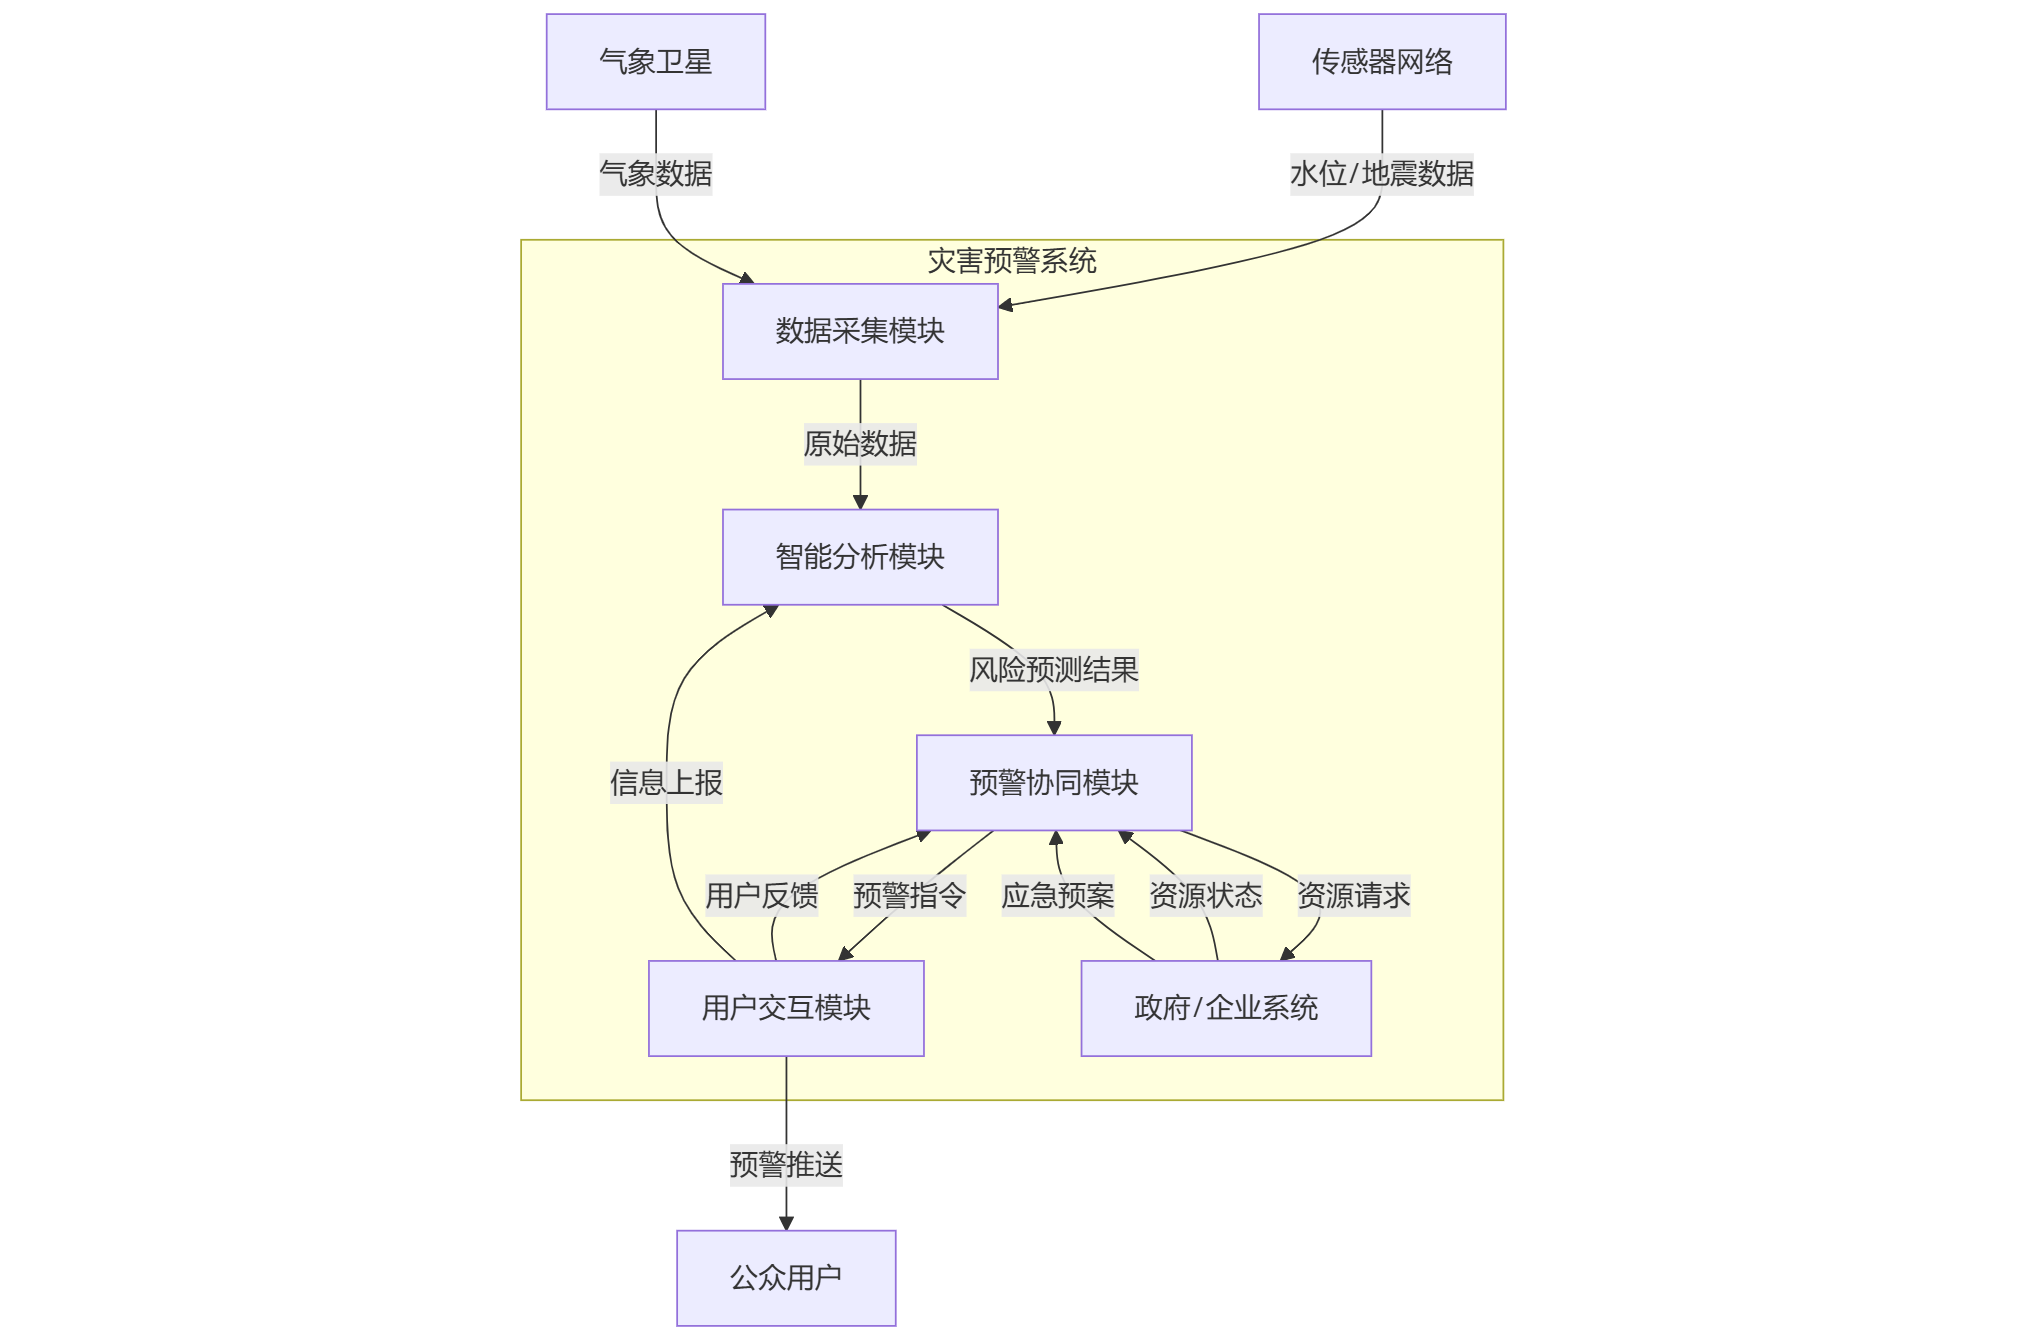 气象卫星
传感器网络
气象数据
水位/地震数据
灾害预警系统
数据采集模块
原始数据
智能分析模块
风险预测结果
预警协同模块
信息上报
用户反馈
预警指令
应急预案
资源状态
资源请求
用户交互模块
政府/企业系统
预警推送
公众用户